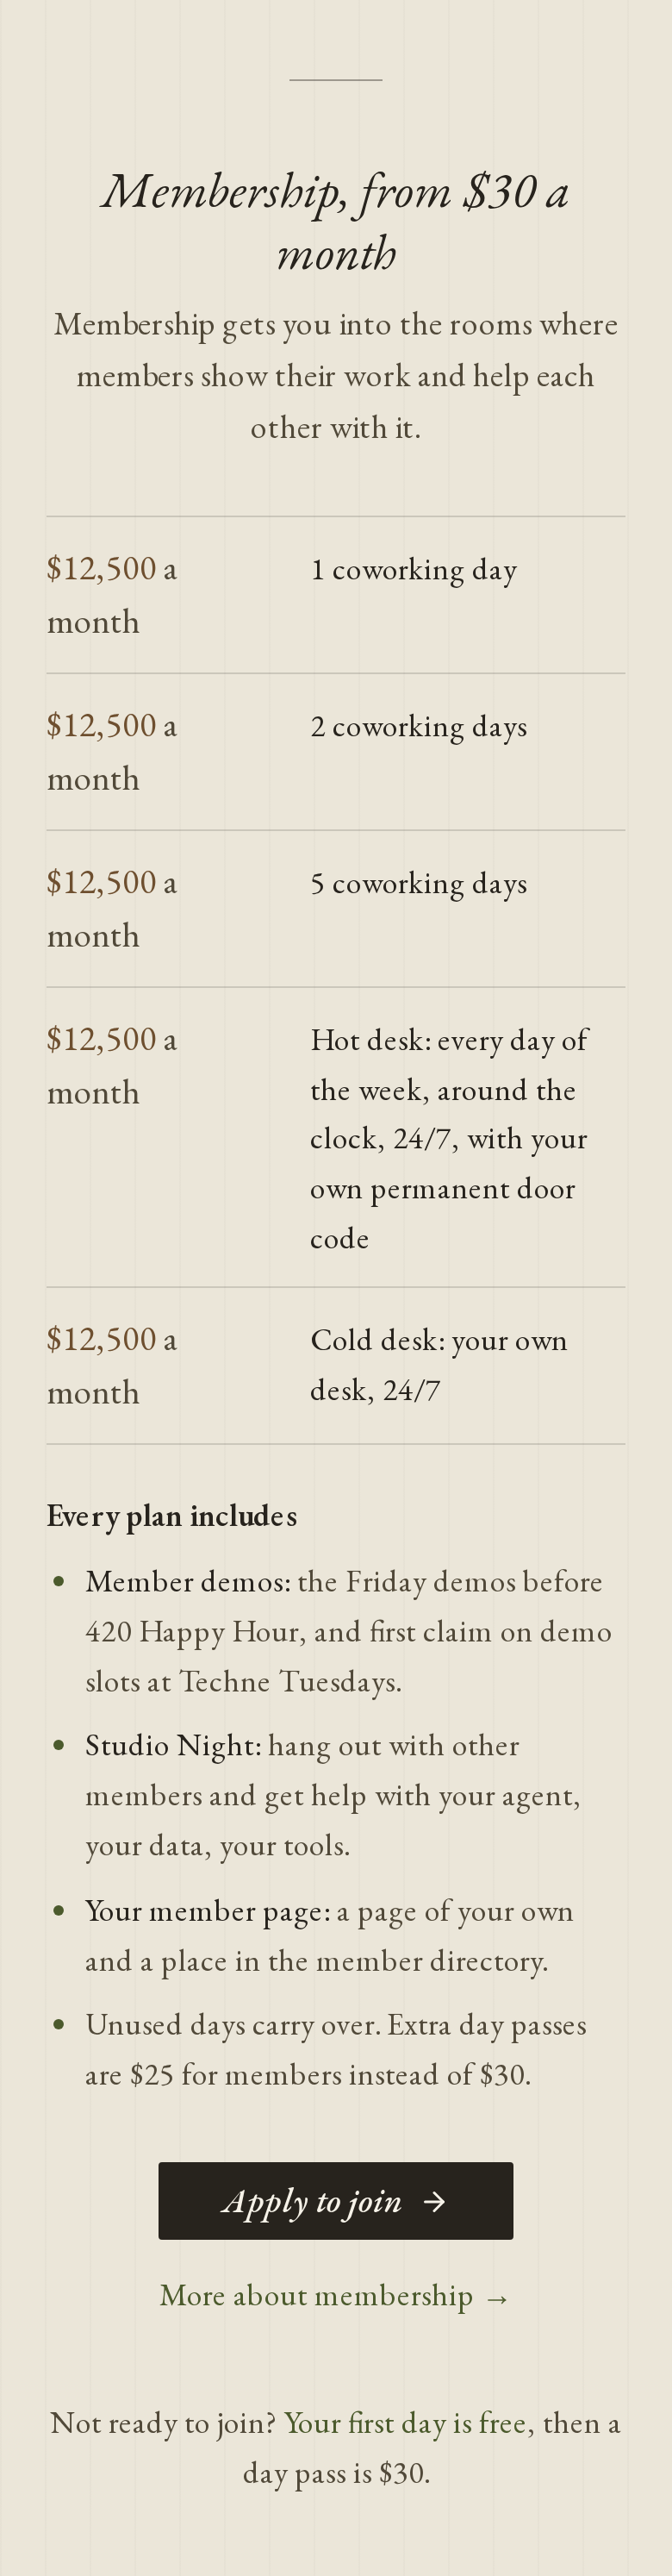 Membership, from $30 a
month
Membership gets you into the rooms where
members show their work and help each
other with it.
$12,500 a
month
1 coworking day
$12,500 a
month
2 coworking days
$12,500 a
month
5 coworking days
$12,500 a
month
Hot desk: every day of
the week, around the
clock, 24/7, with your
own permanent door
code
$12,500 a
month
Cold desk: your own
desk, 24/7
Every plan includes
• Member demos: the Friday demos before
420 Happy Hour, and first claim on demo
slots at Techne Tuesdays.
• Studio Night: hang out with other
members and get help with your agent,
your data, your tools.
• Your member page: a page of your own
and a place in the member directory.
• Unused days carry over. Extra day passes
are $25 for members instead of $30.
Apply to join →
More about membership →
Not ready to join? Your first day is free, then a
day pass is $30.